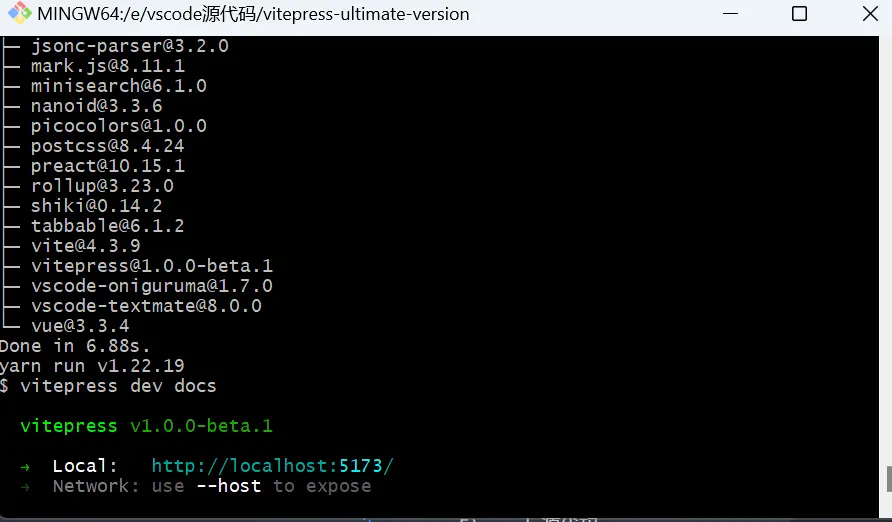 MINGW64:/e/vscode源代码/vitepress-ultimate-version
├─ jsonc-parser@3.2.0
├─ mark.js@8.11.1
├─ minisearch@6.1.0
├─ nanoid@3.3.6
├─ picocolors@1.0.0
├─ postcss@8.4.24
├─ preact@10.15.1
├─ rollup@3.23.0
├─ shiki@0.14.2
├─ tabbable@6.1.2
├─ vite@4.3.9
├─ vitepress@1.0.0-beta.1
├─ vscode-oniguruma@1.7.0
├─ vscode-textmate@8.0.0
└─ vue@3.3.4
Done in 6.88s.
yarn run v1.22.19
$ vitepress dev docs
vitepress v1.0.0-beta.1
➜ Local: http://localhost:5173/
➜ Network: use --host to expose